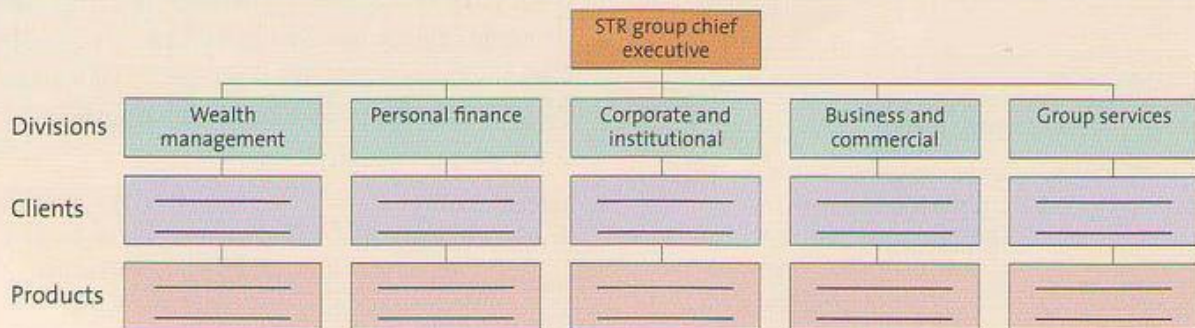 STR group chief
executive
Divisions
Wealth
management
Personal finance
Corporate and
institutional
Business and
commercial
Group services
Clients
Products